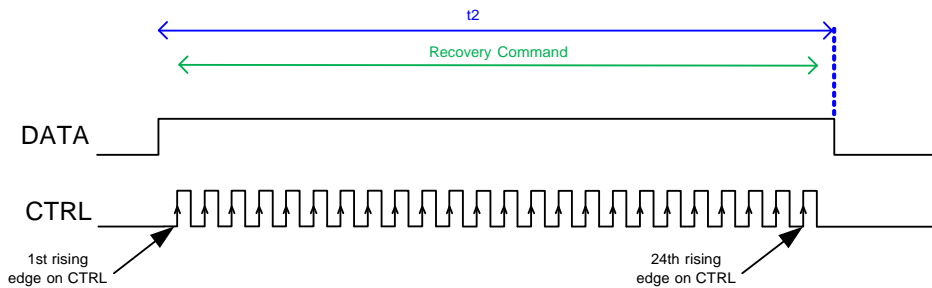 t2
Recovery Command
DATA
CTRL
1st rising
edge on CTRL
24th rising
edge on CTRL